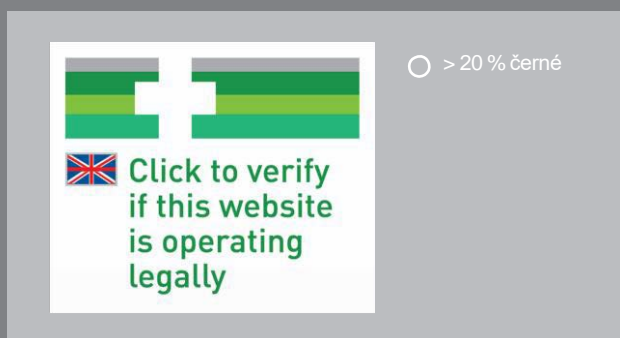 > 20 % černé
Click to verify
if this website
is operating
legally